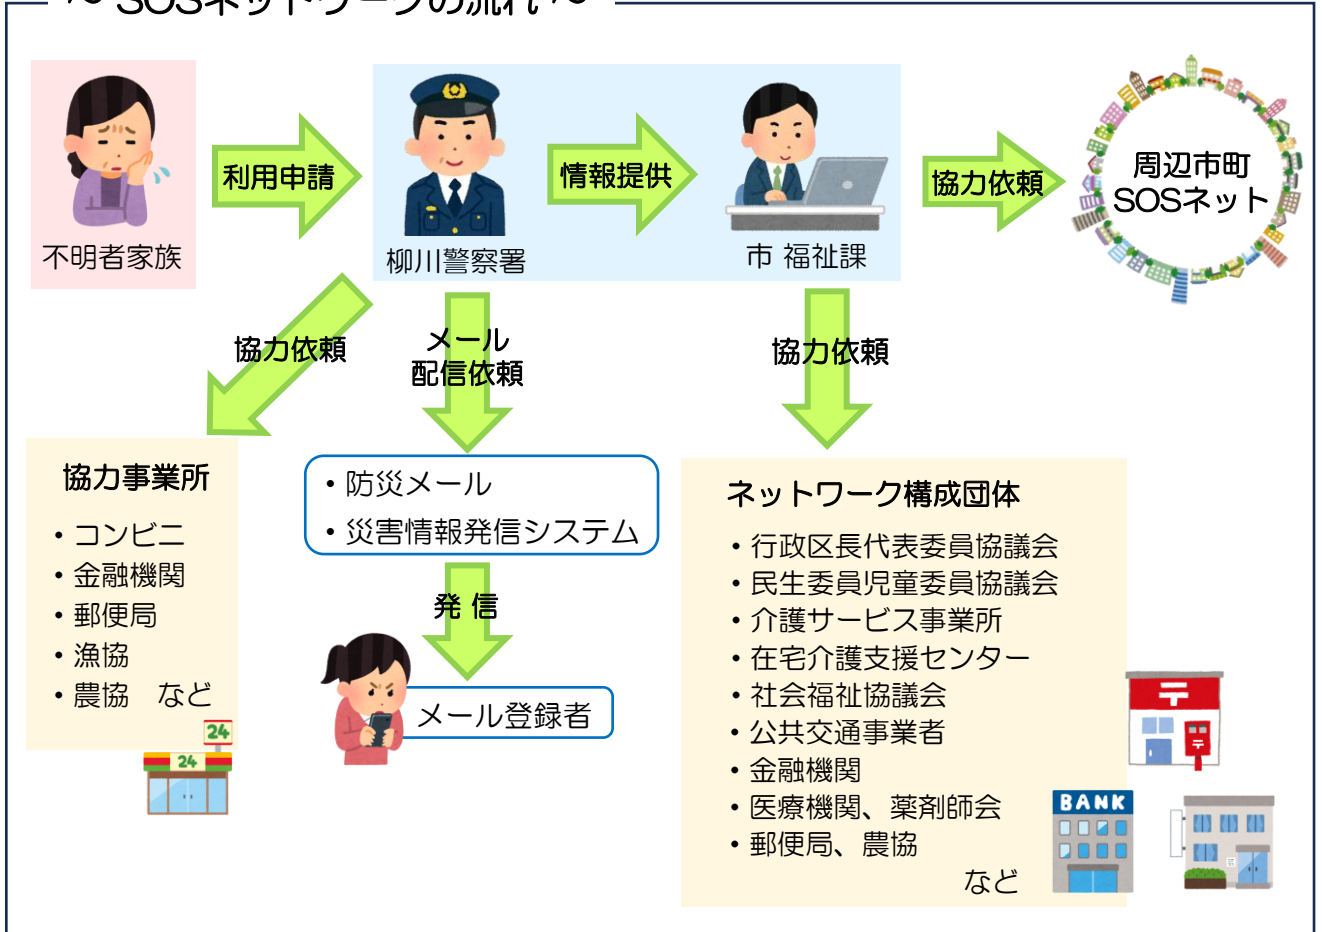 ～ SOSネットワークの流れ ～
利用申請
情報提供
協力依頼
周辺市町
SOSネット
不明者家族
柳川警察署
市 福祉課
協力依頼
メール
配信依頼
協力依頼
協力事業所
・コンビニ
・金融機関
・郵便局
・漁協
・農協 など
24
24
・防災メール
・災害情報発信システム
発 信
メール登録者
ネットワーク構成団体
・行政区長代表委員協議会
・民生委員児童委員協議会
・介護サービス事業所
・在宅介護支援センター
・社会福祉協議会
・公共交通事業者
・金融機関
・医療機関、薬剤師会
・郵便局、農協
など
〒
〒
BANK